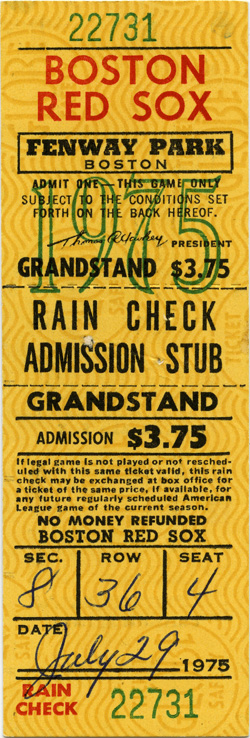 22731
BOSTON
RED SOX
FENWAY PARK
BOSTON
ADMIT ONE - THIS GAME ONLY
SUBJECT TO THE CONDITIONS SET
FORTH ON THE BACK HEREOF.
1975
Thomas A. Yawkey PRESIDENT
GRANDSTAND $3.75
RAIN CHECK
ADMISSION STUB
GRANDSTAND
ADMISSION $3.75
If legal game is not played or not resched-
uled with this same ticket valid, this rain
check may be exchanged at box office for
a ticket of the same price, if available, for
any future regularly scheduled American
League game of the current season.
NO MONEY REFUNDED
BOSTON RED SOX
SEC. ROW SEAT
8 36 4
DATE July 29 1975
RAIN
CHECK 22731